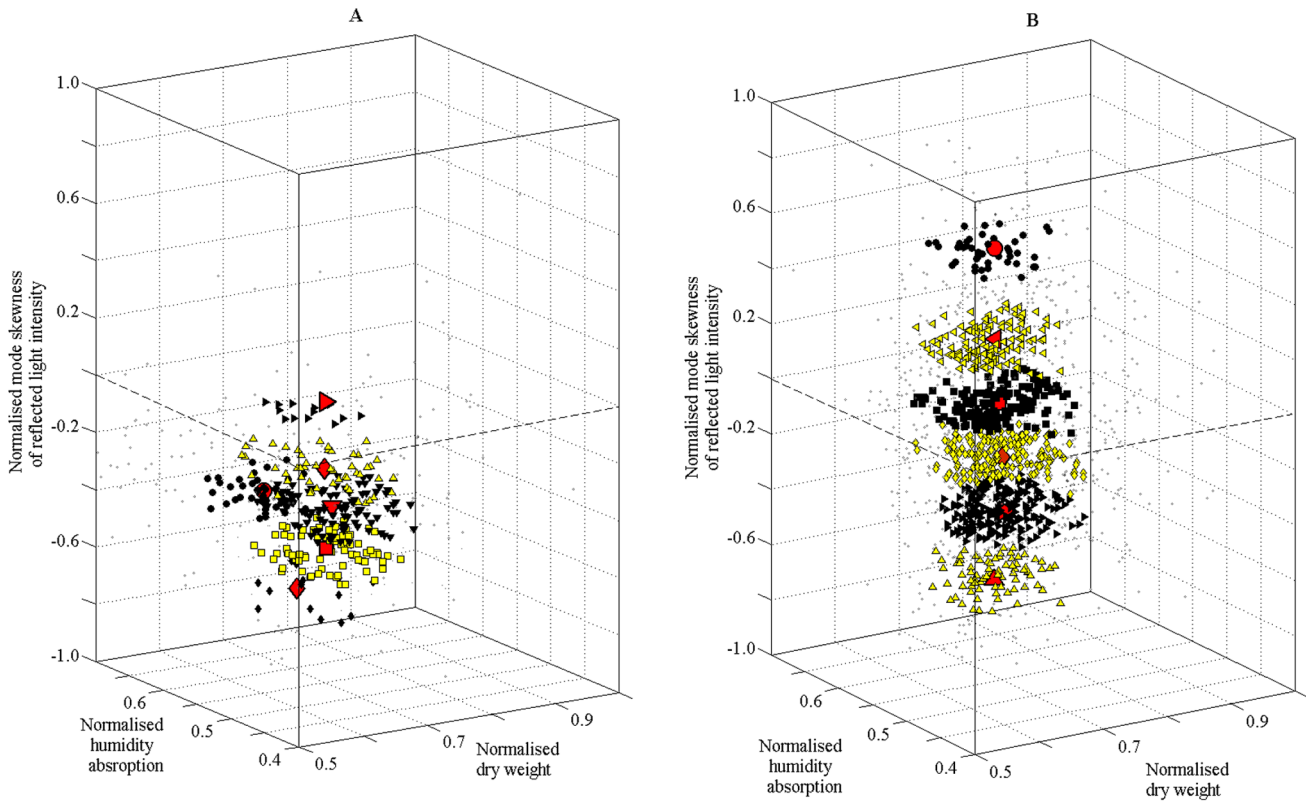 A
1.0
0.6
0.2
-0.2
-0.6
-1.0
Normalised mode skewness
of reflected light intensity
0.6
0.5
0.4
Normalised
humidity
absroption
0.5
0.7
0.9
Normalised
dry weight
B
1.0
0.6
0.2
-0.2
-0.6
-1.0
Normalised mode skewness
of reflected light intensity
0.6
0.5
0.4
Normalised
humidity
absorption
0.5
0.7
0.9
Normalised
dry weight